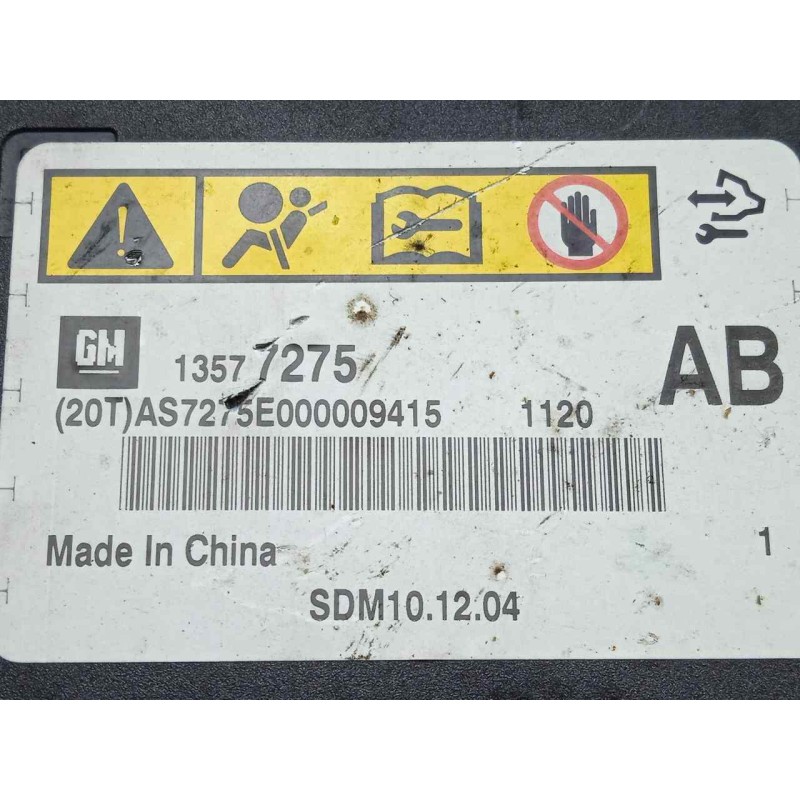 GM 13577275 AB
(20T)AS7275E000009415 1120
Made In China 1
SDM10.12.04